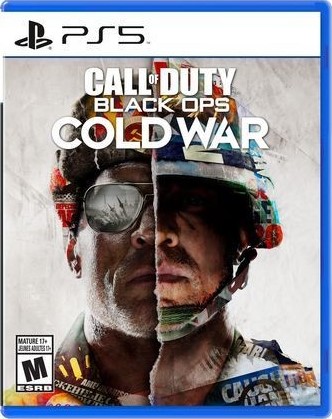 PS5
CALL OF DUTY
BLACK OPS
COLD WAR
MATURE 17+
JEUNES ADULTES 17+
M
ESRB